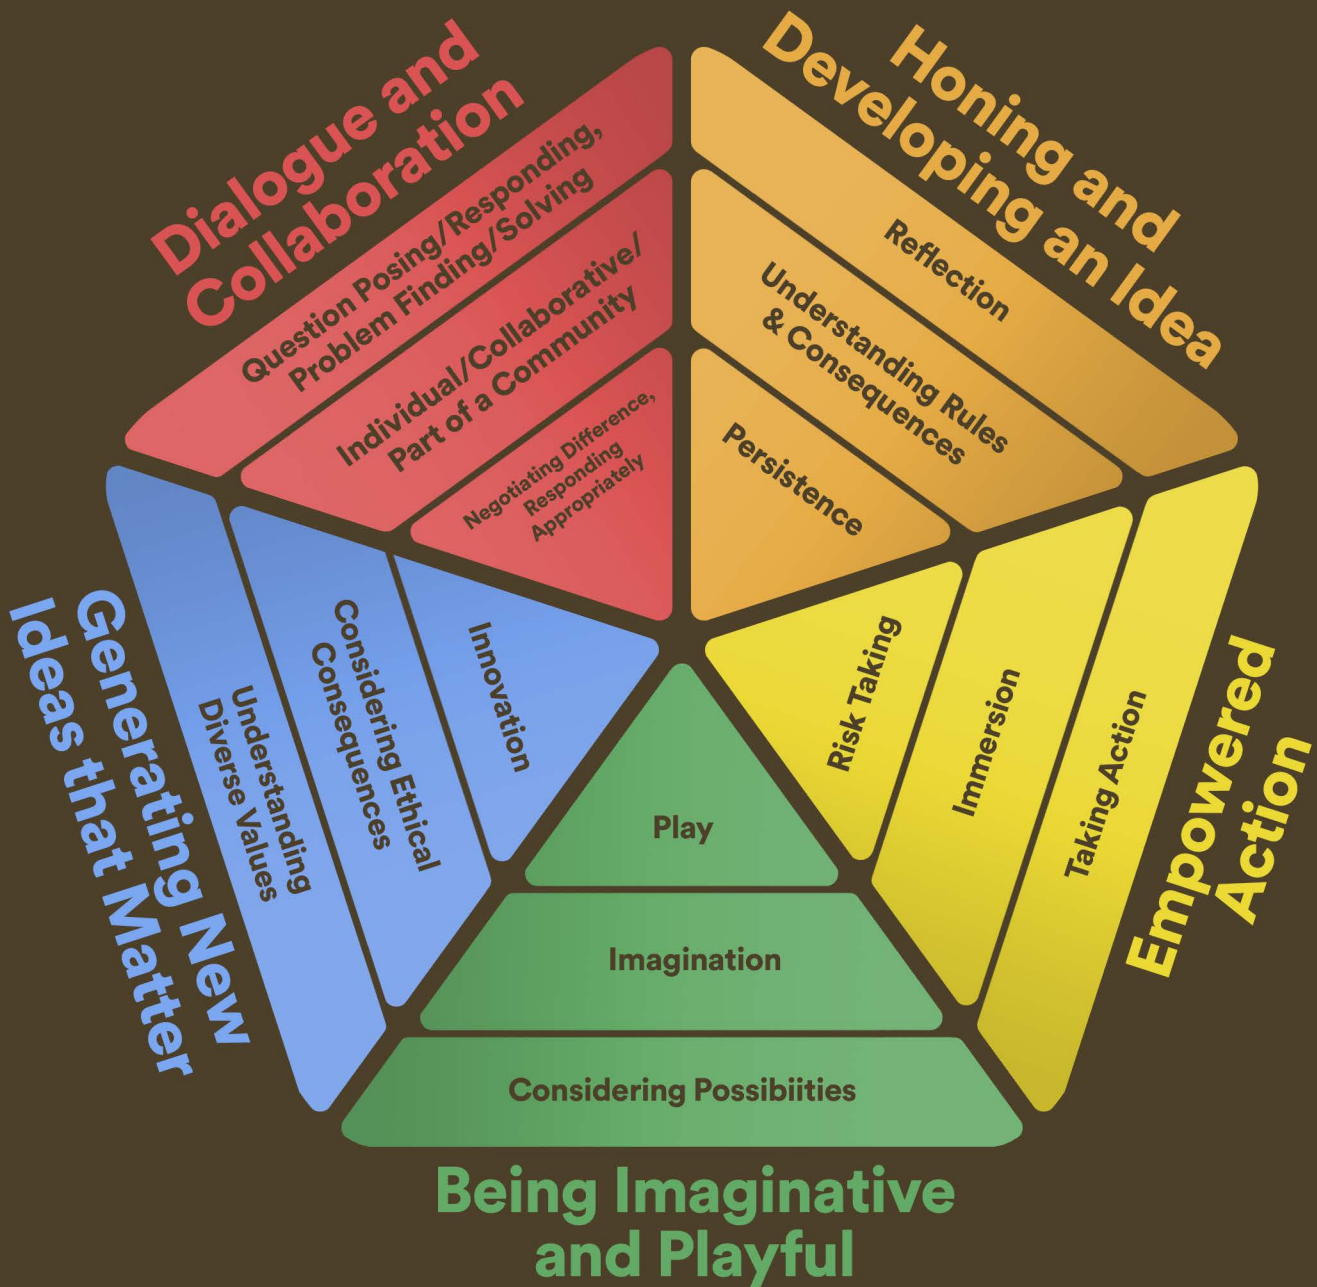 Dialogue and
Collaboration
Question Posing/Responding,
Problem Finding/Solving
Individual/Collaborative/
Part of a Community
Negotiating Difference,
Responding
Appropriately
Honing and
Developing an Idea
Reflection
Understanding Rules
& Consequences
Persistence
Empowered
Action
Risk Taking
Immersion
Taking Action
Being Imaginative
and Playful
Play
Imagination
Considering Possibiities
Generating New
Ideas that Matter
Innovation
Considering Ethical
Consequences
Understanding
Diverse Values